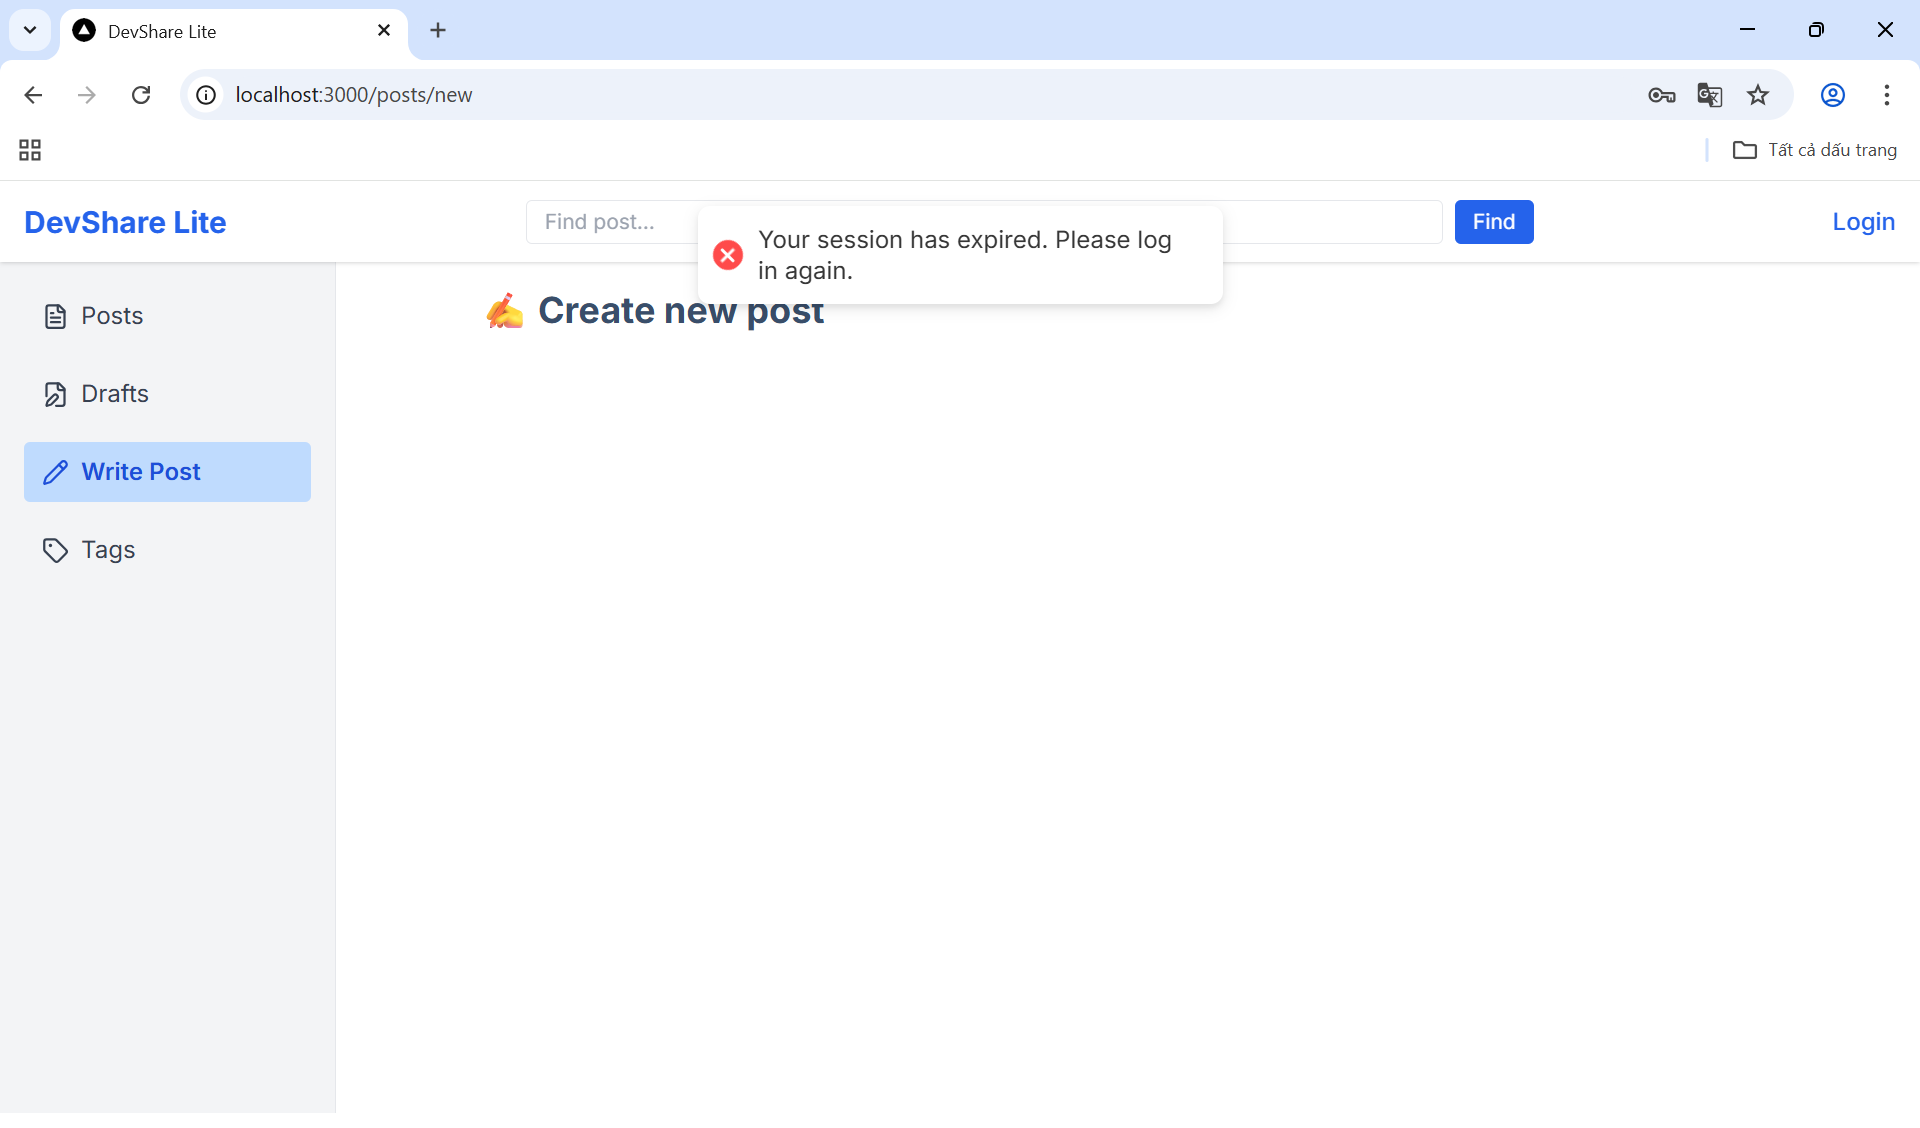 DevShare Lite
localhost:3000/posts/new
Tất cả dấu trang
DevShare Lite
Find post...
Find
Login
Your session has expired. Please log
in again.
Posts
Drafts
Write Post
Tags
✍️ Create new post